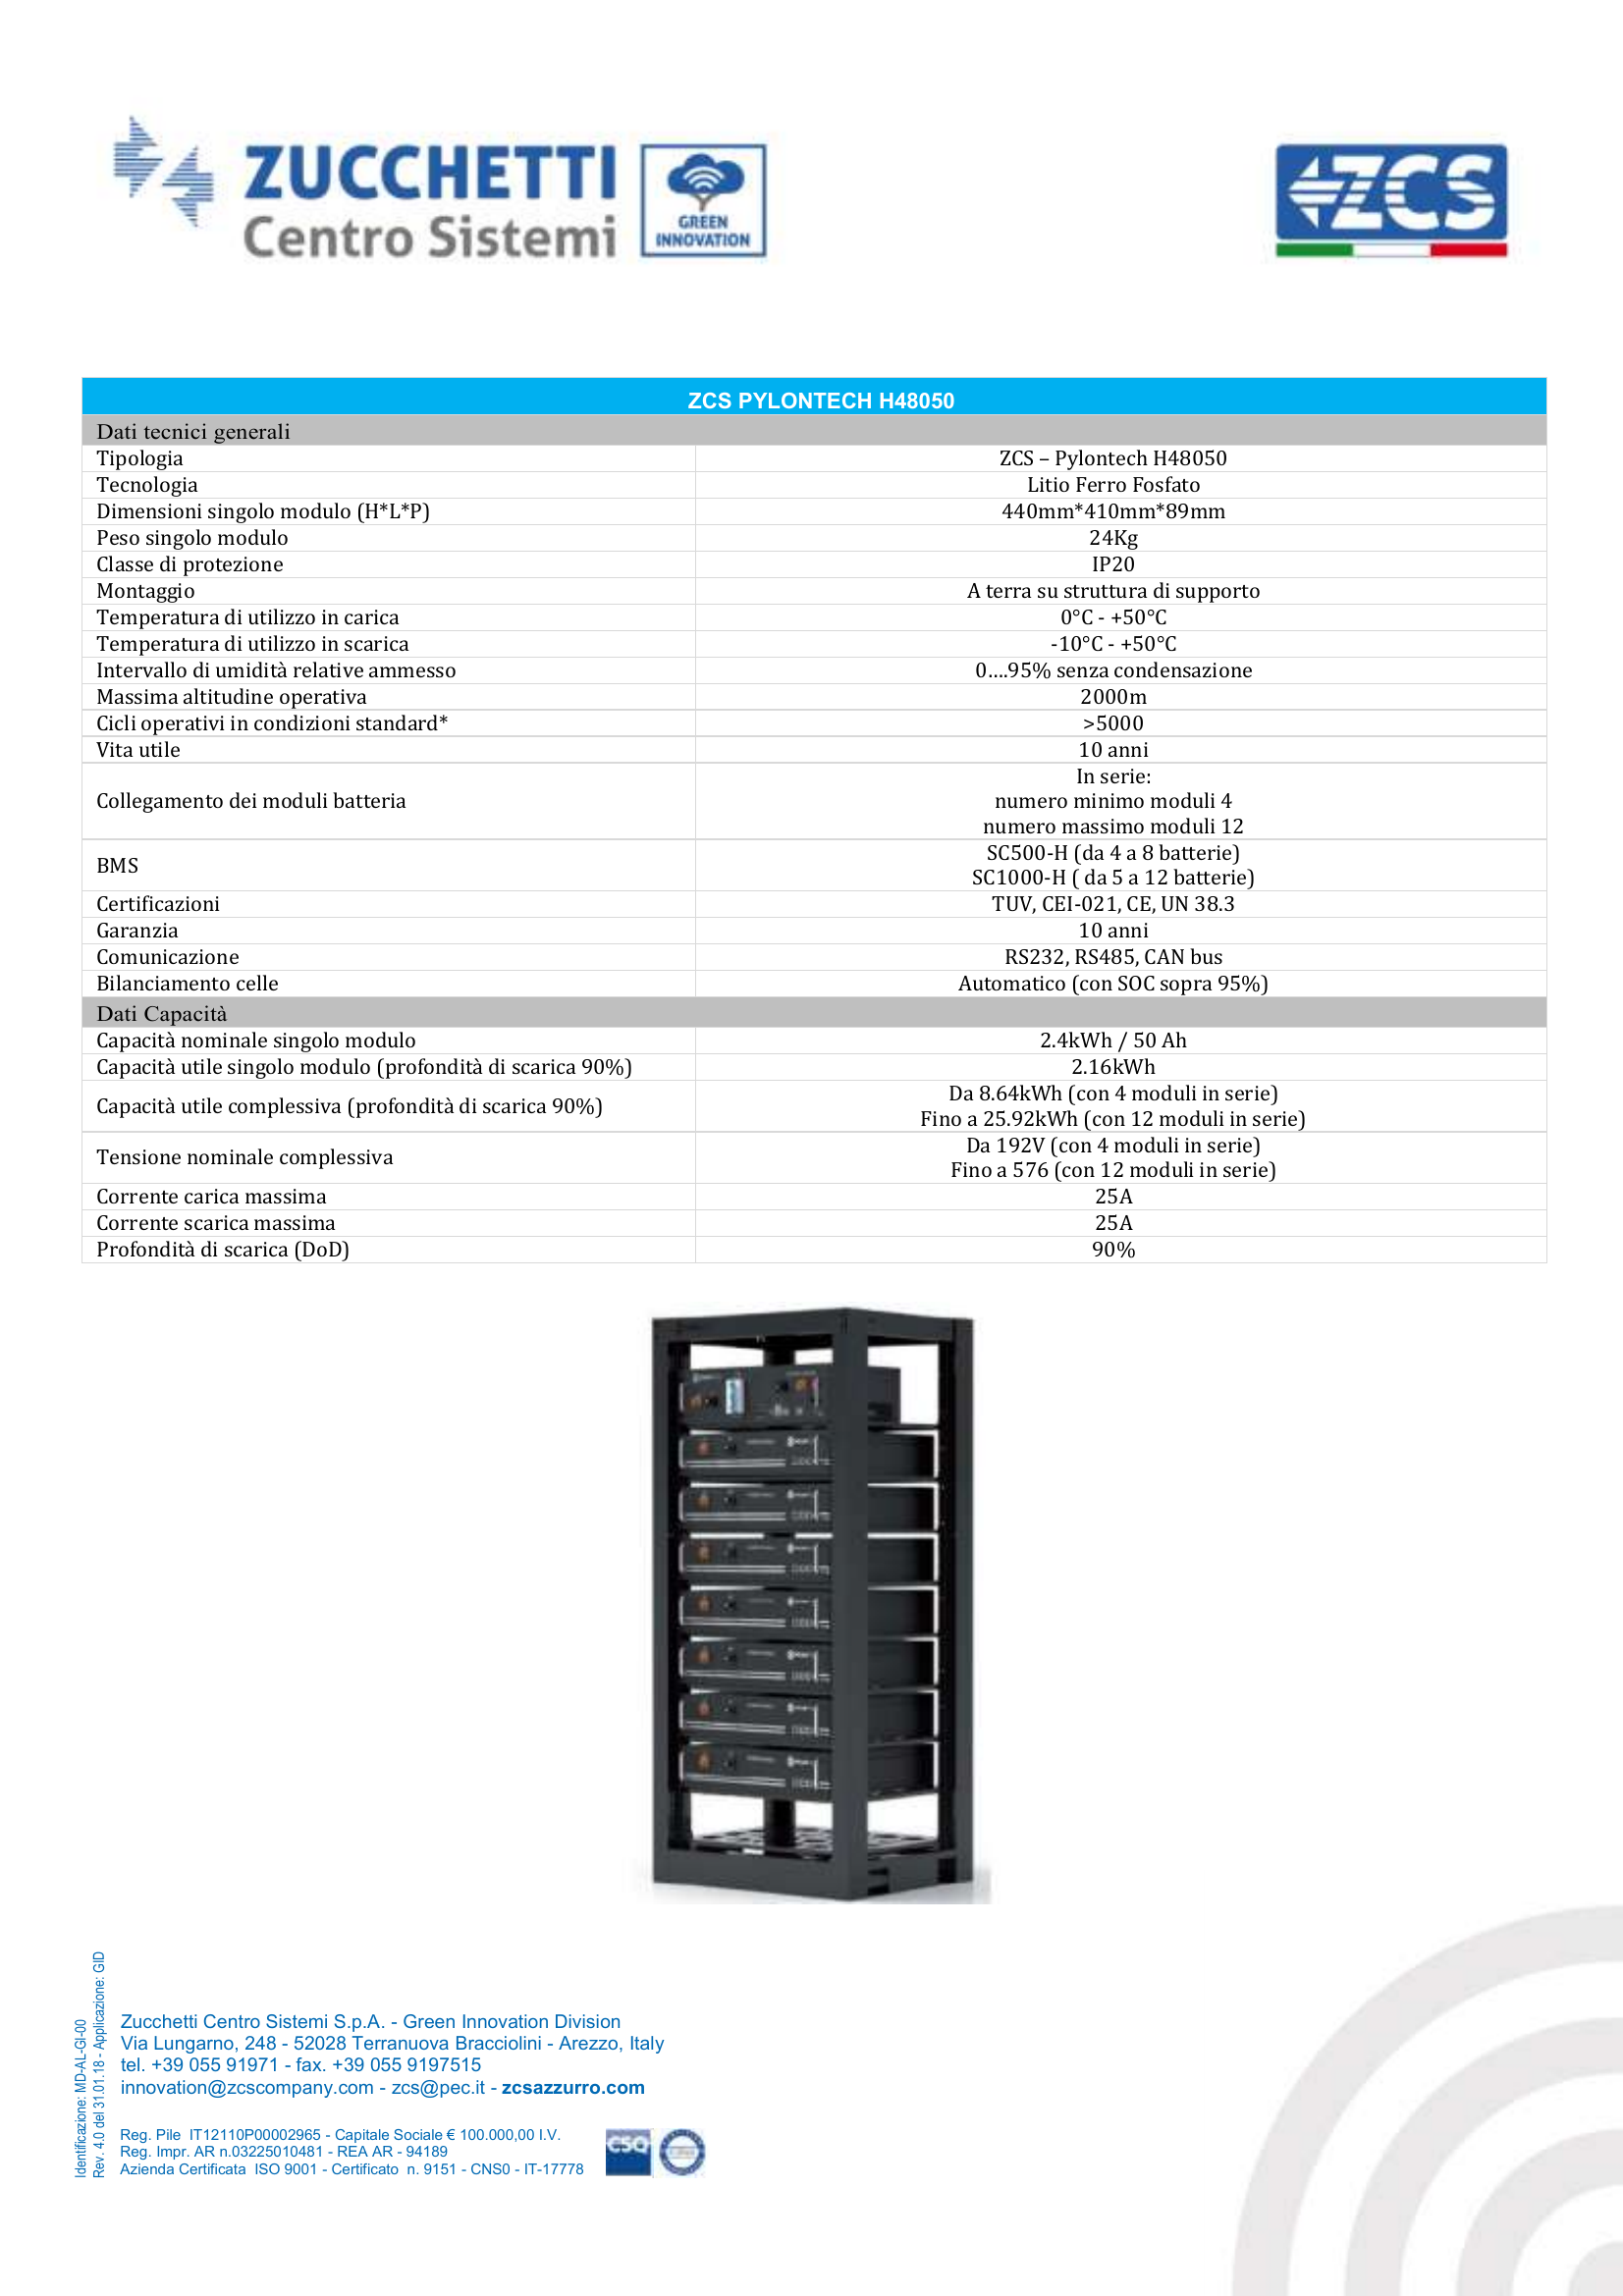 ZUCCHETTI
Centro Sistemi
GREEN
INNOVATION
ZCS
ZCS PYLONTECH H48050
Dati tecnici generali
Tipologia ZCS – Pylontech H48050
Tecnologia Litio Ferro Fosfato
Dimensioni singolo modulo (H*L*P) 440mm*410mm*89mm
Peso singolo modulo 24Kg
Classe di protezione IP20
Montaggio A terra su struttura di supporto
Temperatura di utilizzo in carica 0°C - +50°C
Temperatura di utilizzo in scarica -10°C - +50°C
Intervallo di umidità relative ammesso 0....95% senza condensazione
Massima altitudine operativa 2000m
Cicli operativi in condizioni standard* >5000
Vita utile 10 anni
Collegamento dei moduli batteria In serie:
numero minimo moduli 4
numero massimo moduli 12
BMS SC500-H (da 4 a 8 batterie)
SC1000-H ( da 5 a 12 batterie)
Certificazioni TUV, CEI-021, CE, UN 38.3
Garanzia 10 anni
Comunicazione RS232, RS485, CAN bus
Bilanciamento celle Automatico (con SOC sopra 95%)
Dati Capacità
Capacità nominale singolo modulo 2.4kWh / 50 Ah
Capacità utile singolo modulo (profondità di scarica 90%) 2.16kWh
Capacità utile complessiva (profondità di scarica 90%) Da 8.64kWh (con 4 moduli in serie)
Fino a 25.92kWh (con 12 moduli in serie)
Tensione nominale complessiva Da 192V (con 4 moduli in serie)
Fino a 576 (con 12 moduli in serie)
Corrente carica massima 25A
Corrente scarica massima 25A
Profondità di scarica (DoD) 90%
Identificazione: MD-AL-GI-00
Rev. 4.0 del 31.01.18 - Applicazione: GID
Zucchetti Centro Sistemi S.p.A. - Green Innovation Division
Via Lungarno, 248 - 52028 Terranuova Bracciolini - Arezzo, Italy
tel. +39 055 91971 - fax. +39 055 9197515
innovation@zcscompany.com - zcs@pec.it - zcsazzurro.com
Reg. Pile IT12110P00002965 - Capitale Sociale € 100.000,00 I.V.
Reg. Impr. AR n.03225010481 - REA AR - 94189
Azienda Certificata ISO 9001 - Certificato n. 9151 - CNS0 - IT-17778
CSQ